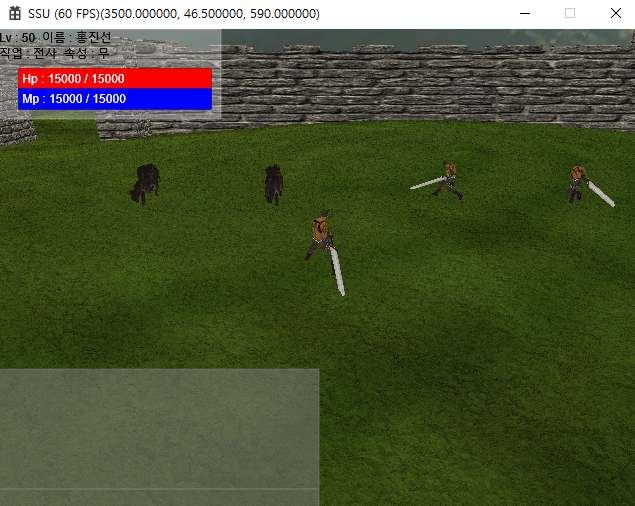 SSU (60 FPS)(3500.000000, 46.500000, 590.000000)
Lv : 50 이름 : 홍진선
직업 : 전사 속성 : 무
Hp : 15000 / 15000
Mp : 15000 / 15000